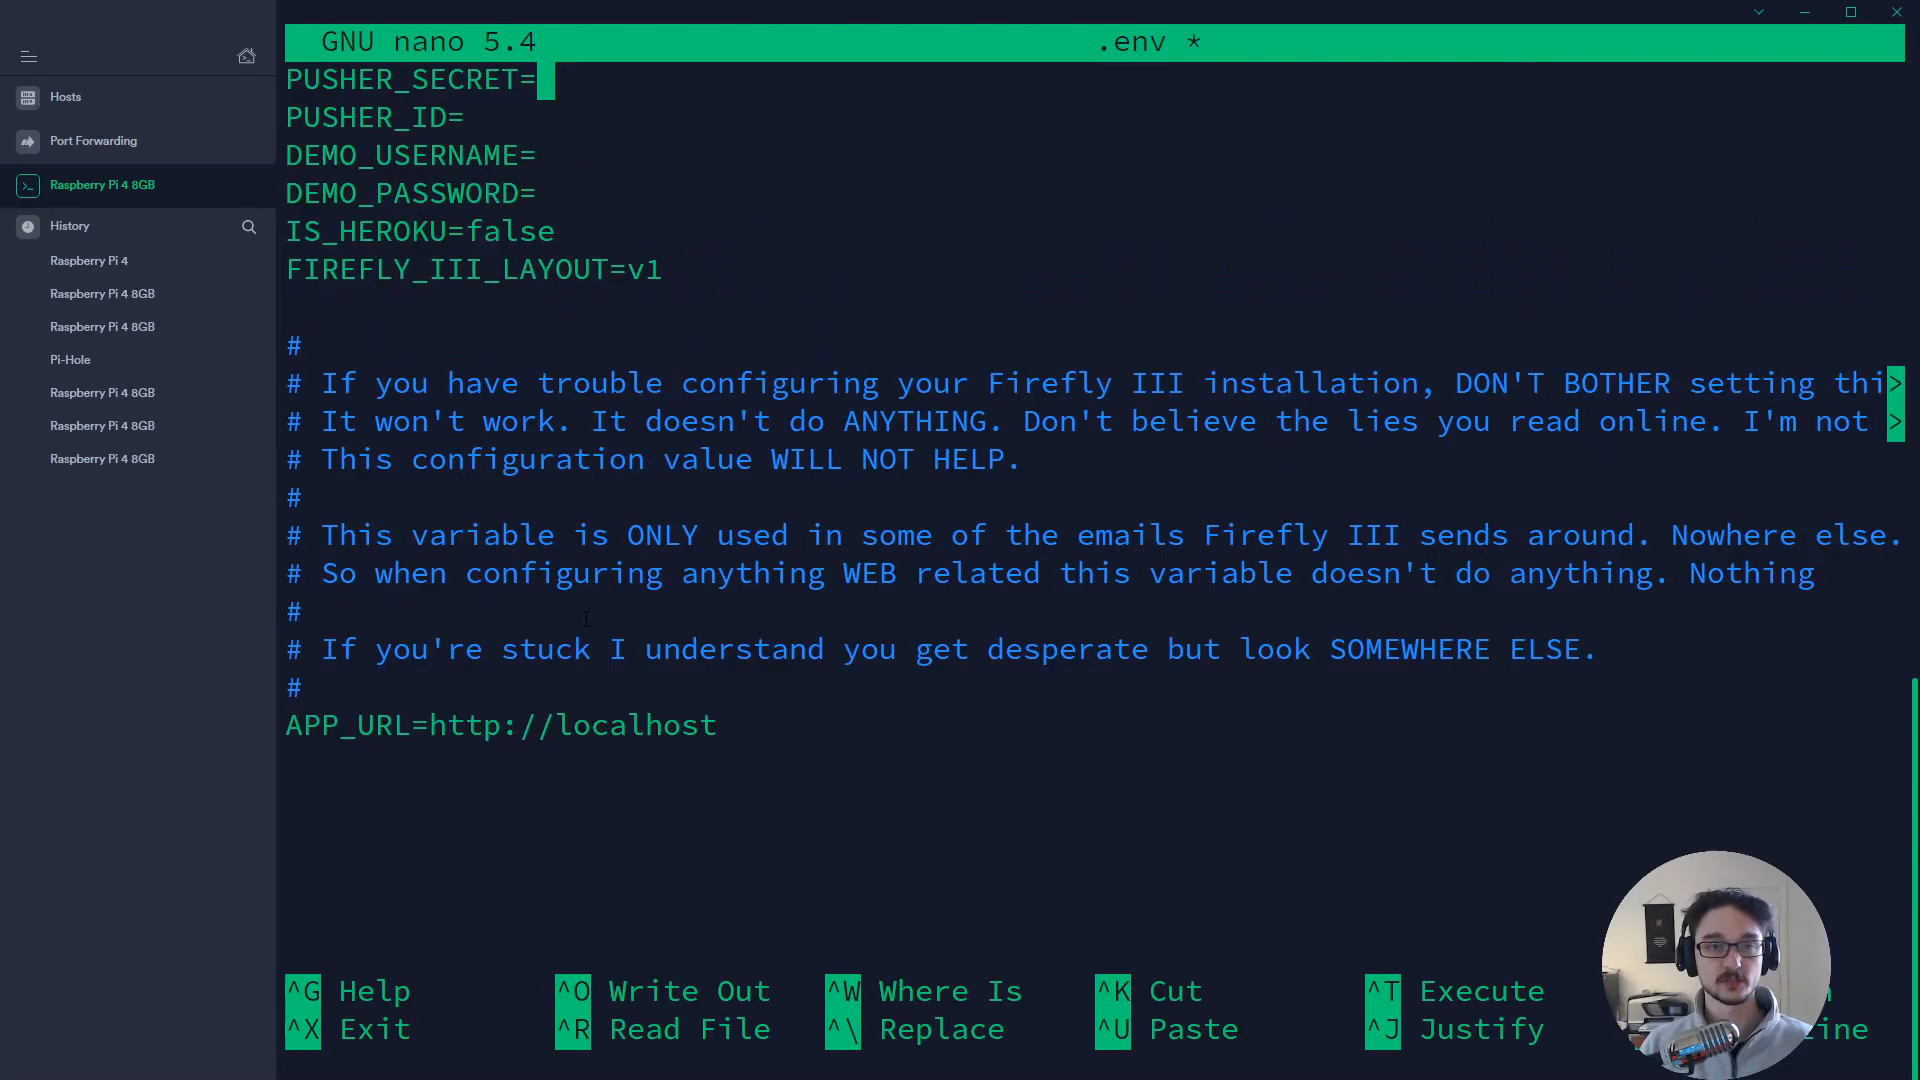 GNU nano 5.4 .env *
PUSHER_SECRET=
PUSHER_ID=
DEMO_USERNAME=
DEMO_PASSWORD=
IS_HEROKU=false
FIREFLY_III_LAYOUT=v1
#
# If you have trouble configuring your Firefly III installation, DON'T BOTHER setting thi>
# It won't work. It doesn't do ANYTHING. Don't believe the lies you read online. I'm not >
# This configuration value WILL NOT HELP.
#
# This variable is ONLY used in some of the emails Firefly III sends around. Nowhere else.
# So when configuring anything WEB related this variable doesn't do anything. Nothing
#
# If you're stuck I understand you get desperate but look SOMEWHERE ELSE.
#
APP_URL=http://localhost
^G Help ^O Write Out ^W Where Is ^K Cut ^T Execute
^X Exit ^R Read File ^\ Replace ^U Paste ^J Justify
Hosts
Port Forwarding
Raspberry Pi 4 8GB
History
Raspberry Pi 4
Raspberry Pi 4 8GB
Raspberry Pi 4 8GB
Pi-Hole
Raspberry Pi 4 8GB
Raspberry Pi 4 8GB
Raspberry Pi 4 8GB